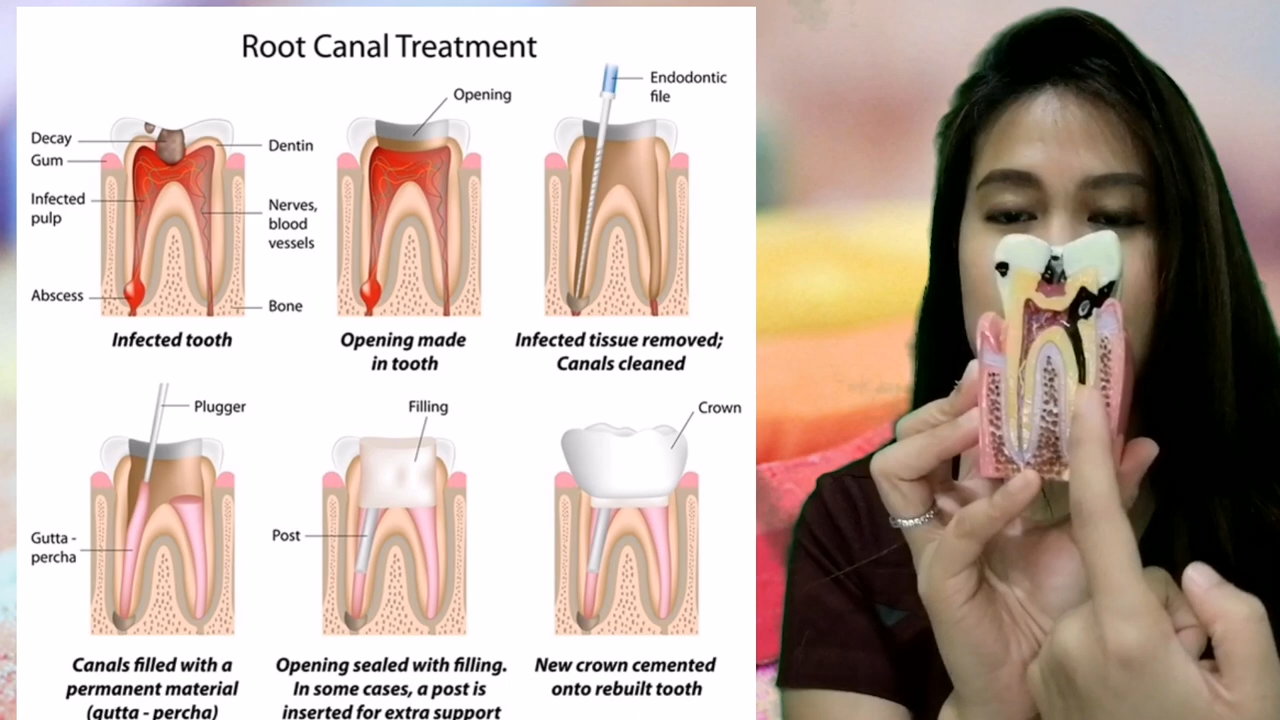 Root Canal Treatment
Decay
Gum
Infected
pulp
Abscess
Dentin
Nerves,
blood
vessels
Bone
Infected tooth
Opening
Opening made
in tooth
Endodontic
file
Infected tissue removed;
Canals cleaned
Plugger
Gutta -
percha
Canals filled with a
permanent material
(gutta - percha)
Filling
Post
Opening sealed with filling.
In some cases, a post is
inserted for extra support
Crown
New crown cemented
onto rebuilt tooth